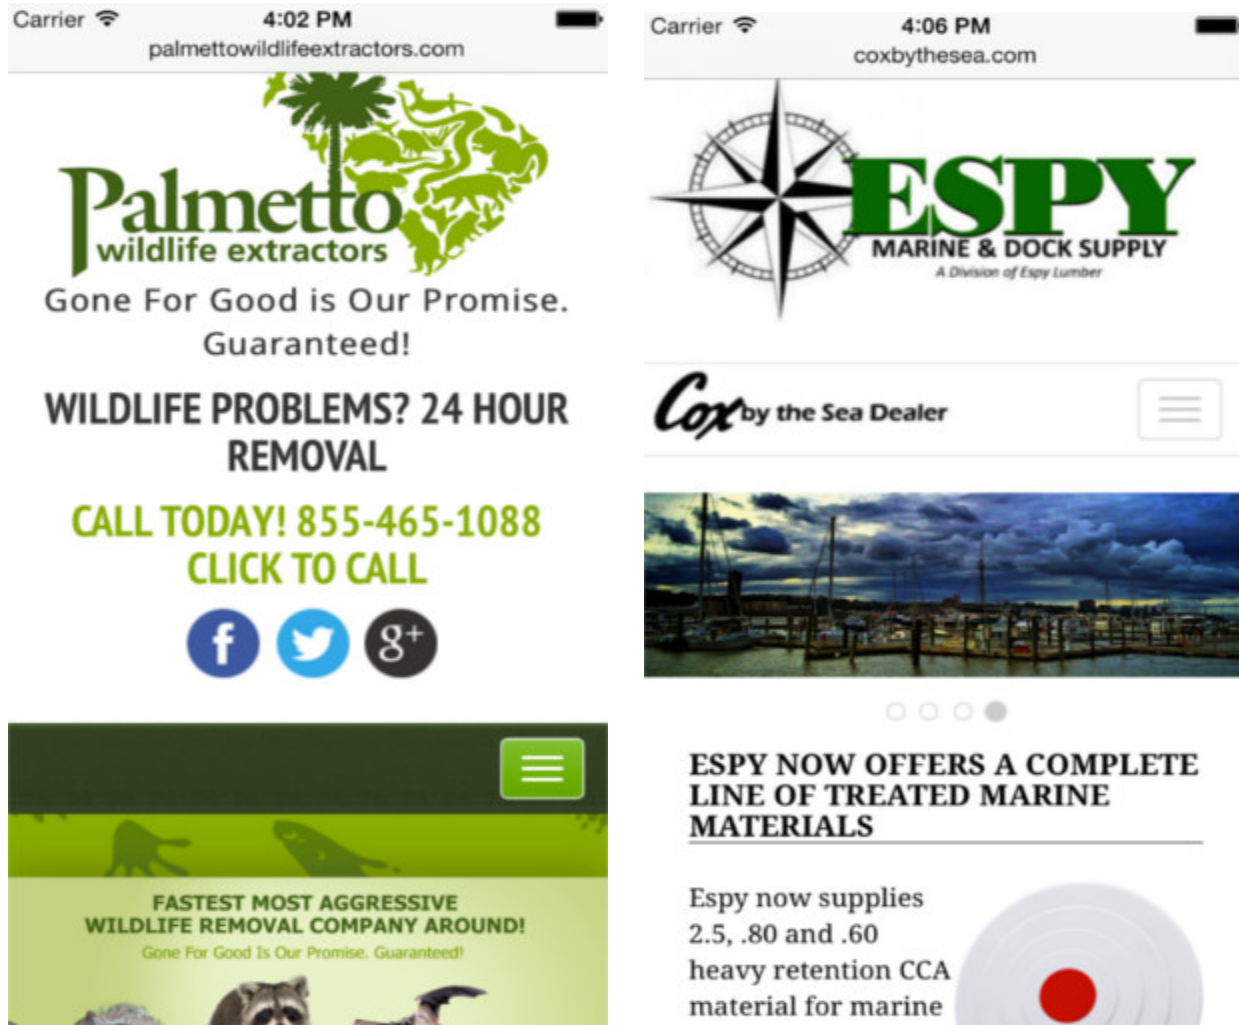 Carrier 4:02 PM
palmettowildlifeextractors.com
Palmetto
wildlife extractors
Gone For Good is Our Promise.
Guaranteed!
WILDLIFE PROBLEMS? 24 HOUR
REMOVAL
CALL TODAY! 855-465-1088
CLICK TO CALL
f g+
FASTEST MOST AGGRESSIVE
WILDLIFE REMOVAL COMPANY AROUND!
Gone For Good Is Our Promise. Guaranteed!
Carrier 4:06 PM
coxbythesea.com
ESPY
MARINE & DOCK SUPPLY
A Division of Espy Lumber
Cox by the Sea Dealer
ESPY NOW OFFERS A COMPLETE
LINE OF TREATED MARINE
MATERIALS
Espy now supplies
2.5, .80 and .60
heavy retention CCA
material for marine